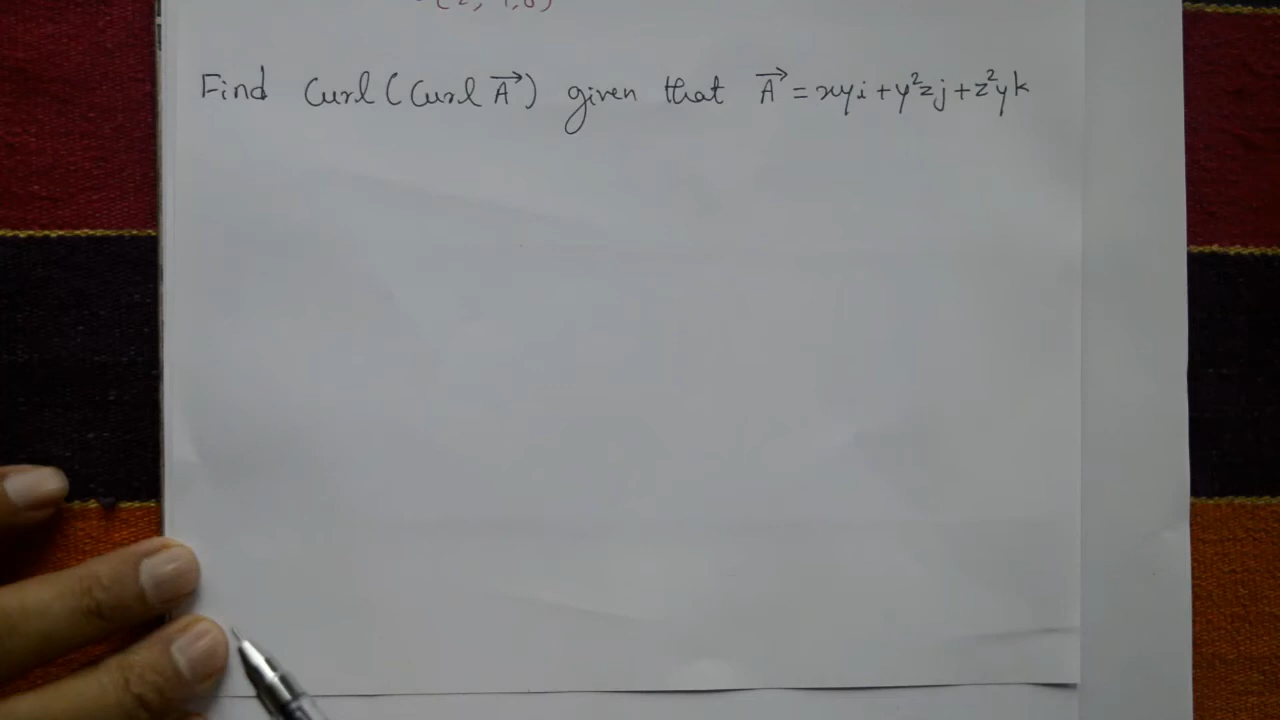 Find Curl (Curl A⃗) given that A⃗ = xyi + y²zj + z²yk